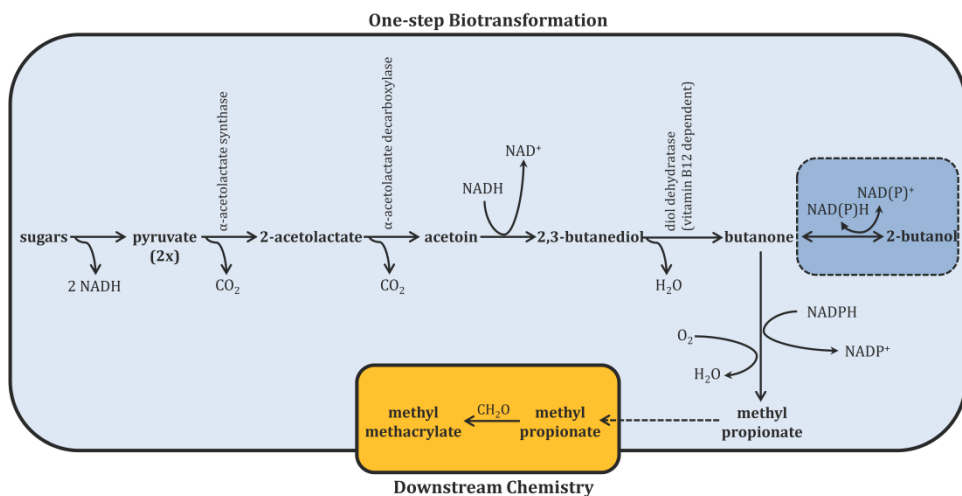 One-step Biotransformation
α-acetolactate synthase
α-acetolactate decarboxylase
diol dehydratase
(vitamin B12 dependent)
NAD⁺
NADH
NAD(P)⁺
NAD(P)H
sugars
pyruvate
(2x)
2-acetolactate
acetoin
2,3-butanediol
butanone
2-butanol
2 NADH
CO₂
CO₂
H₂O
NADPH
O₂
NADP⁺
H₂O
methyl
methacrylate
CH₂O
methyl
propionate
methyl
propionate
Downstream Chemistry